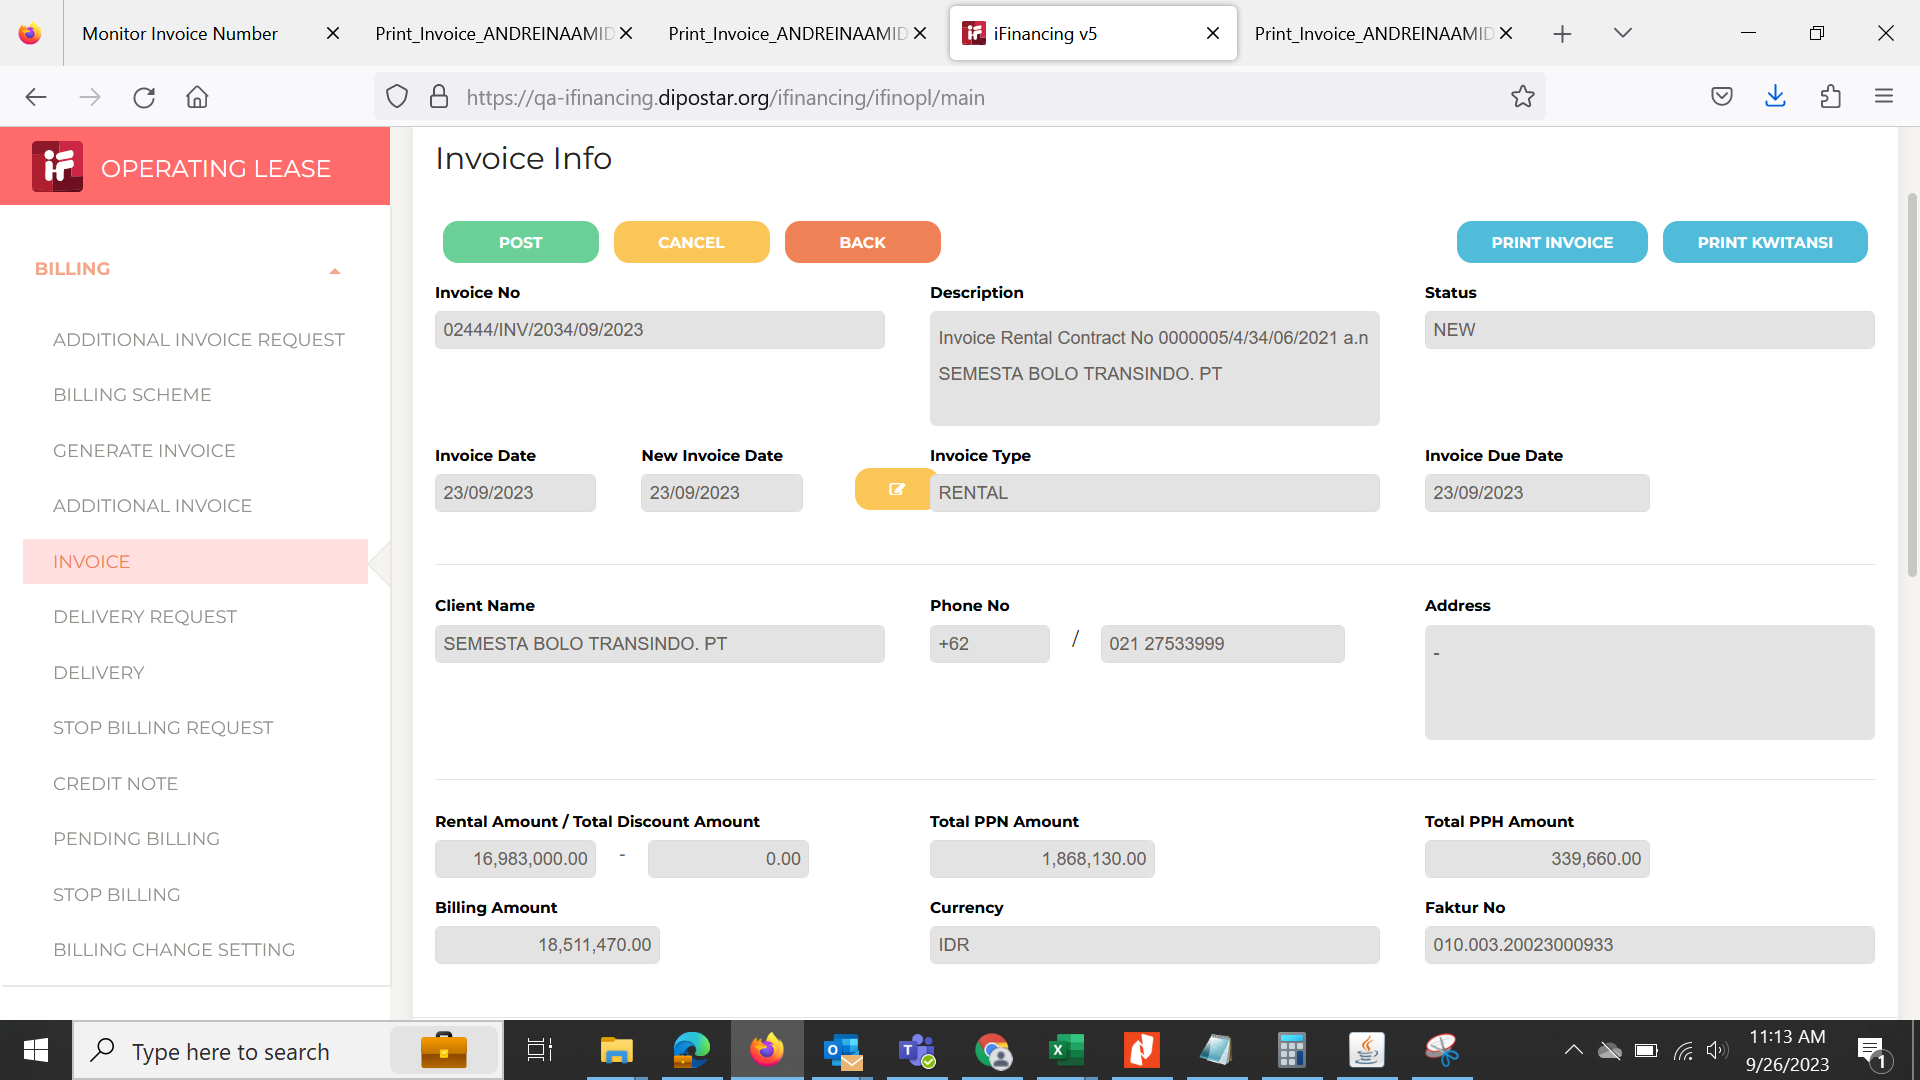 Monitor Invoice Number
Print_Invoice_ANDREINAAMID
Print_Invoice_ANDREINAAMID
iFinancing v5
Print_Invoice_ANDREINAAMID
https://qa-ifinancing.dipostar.org/ifinancing/ifinopl/main
iF OPERATING LEASE
BILLING
ADDITIONAL INVOICE REQUEST
BILLING SCHEME
GENERATE INVOICE
ADDITIONAL INVOICE
INVOICE
DELIVERY REQUEST
DELIVERY
STOP BILLING REQUEST
CREDIT NOTE
PENDING BILLING
STOP BILLING
BILLING CHANGE SETTING
Invoice Info
POST CANCEL BACK PRINT INVOICE PRINT KWITANSI
Invoice No
02444/INV/2034/09/2023
Description
Invoice Rental Contract No 0000005/4/34/06/2021 a.n
SEMESTA BOLO TRANSINDO. PT
Status
NEW
Invoice Date
23/09/2023
New Invoice Date
23/09/2023
Invoice Type
RENTAL
Invoice Due Date
23/09/2023
Client Name
SEMESTA BOLO TRANSINDO. PT
Phone No
+62 / 021 27533999
Address
-
Rental Amount / Total Discount Amount
16,983,000.00 - 0.00
Total PPN Amount
1,868,130.00
Total PPH Amount
339,660.00
Billing Amount
18,511,470.00
Currency
IDR
Faktur No
010.003.20023000933
Type here to search
11:13 AM
9/26/2023
1